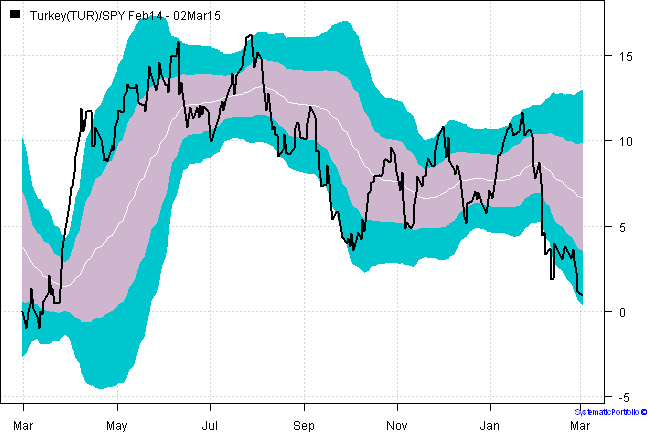 Turkey(TUR)/SPY Feb14 - 02Mar15
15
10
5
0
-5
Mar May Jul Sep Nov Jan Mar
SystematicPortfolio ©